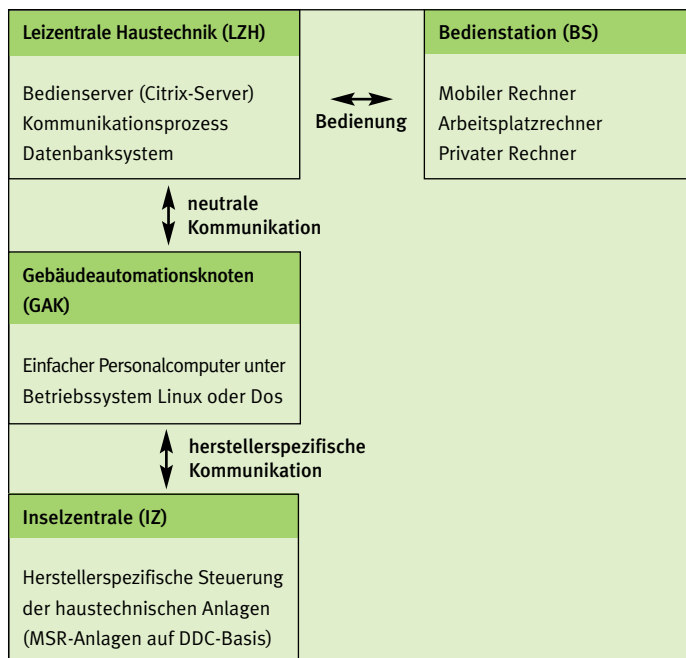 Leizentrale Haustechnik (LZH)
Bedienserver (Citrix-Server)
Kommunikationsprozess
Datenbanksystem
Bedienung
Bedienstation (BS)
Mobiler Rechner
Arbeitsplatzrechner
Privater Rechner
neutrale
Kommunikation
Gebäudeautomationsknoten
(GAK)
Einfacher Personalcomputer unter
Betriebssystem Linux oder Dos
herstellerspezifische
Kommunikation
Inselzentrale (IZ)
Herstellerspezifische Steuerung
der haustechnischen Anlagen
(MSR-Anlagen auf DDC-Basis)